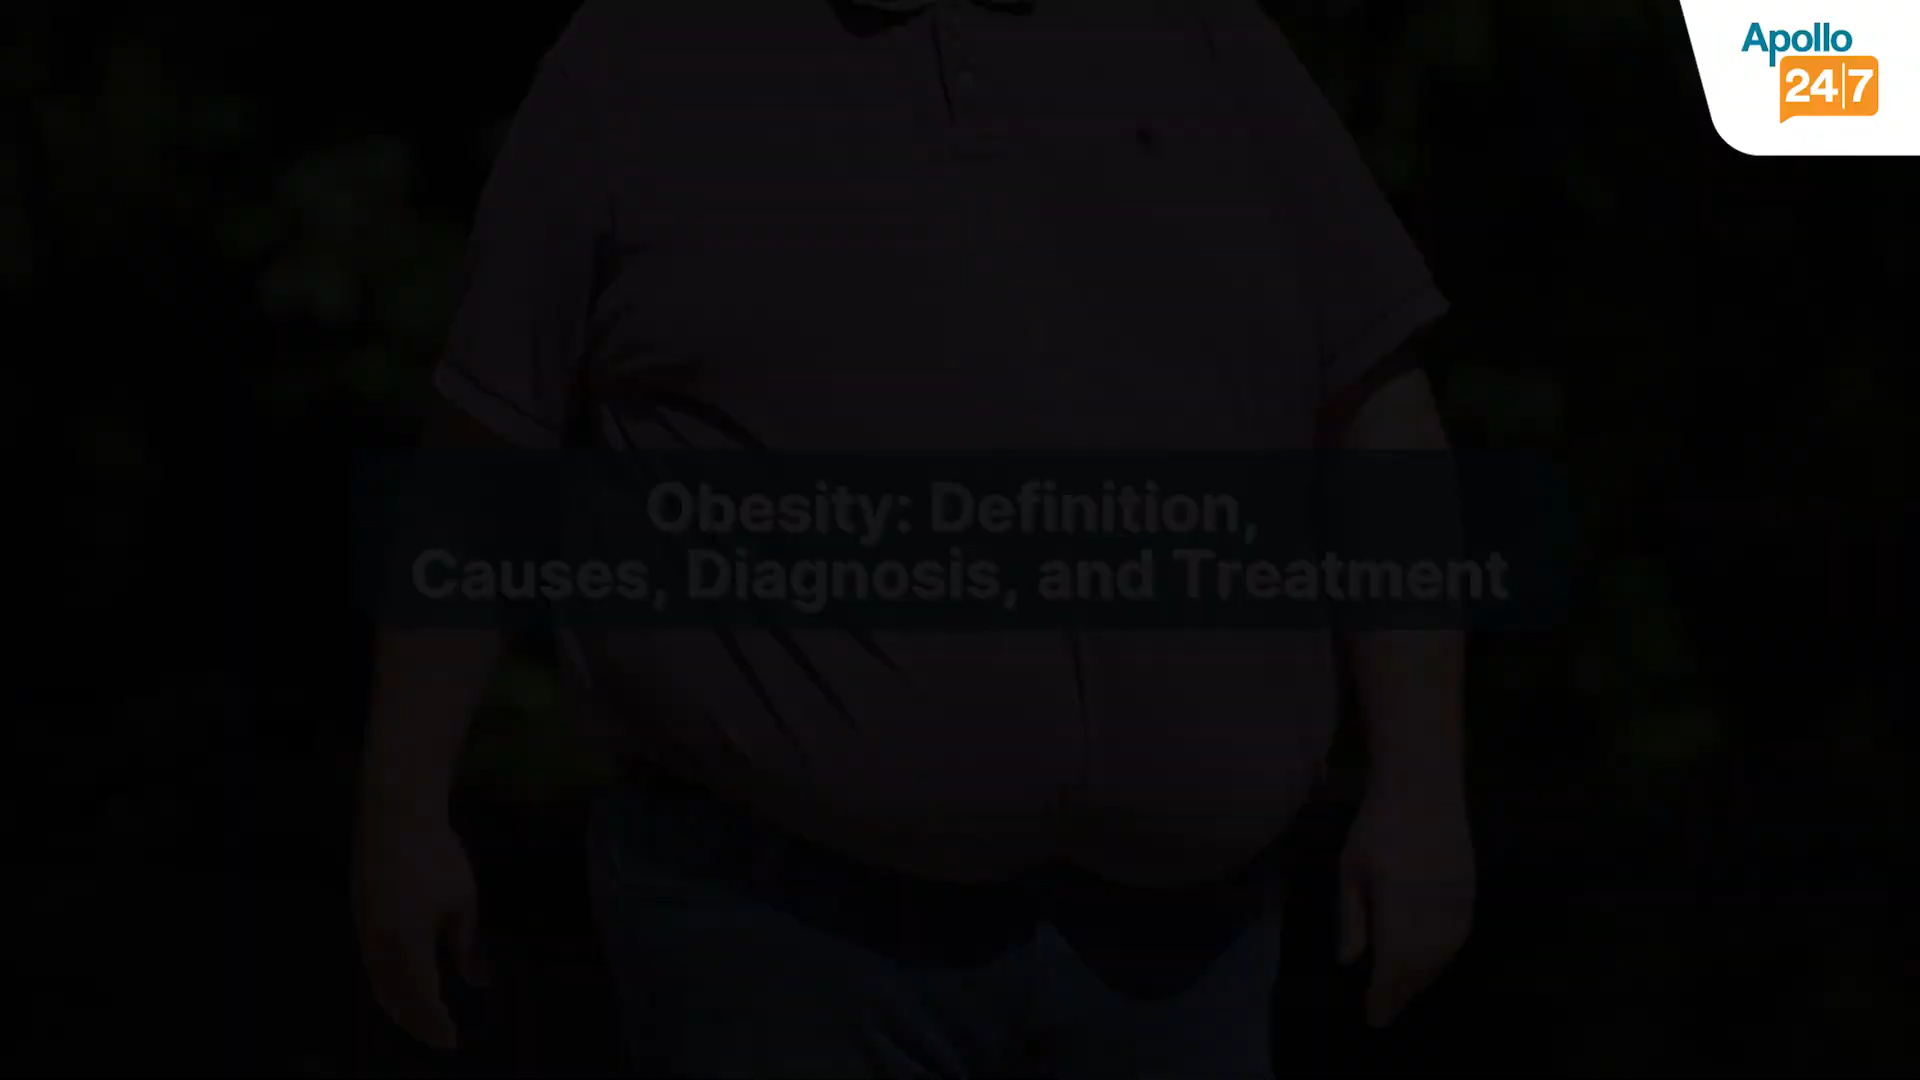 Apollo
24|7
Obesity: Definition,
Causes, Diagnosis, and Treatment